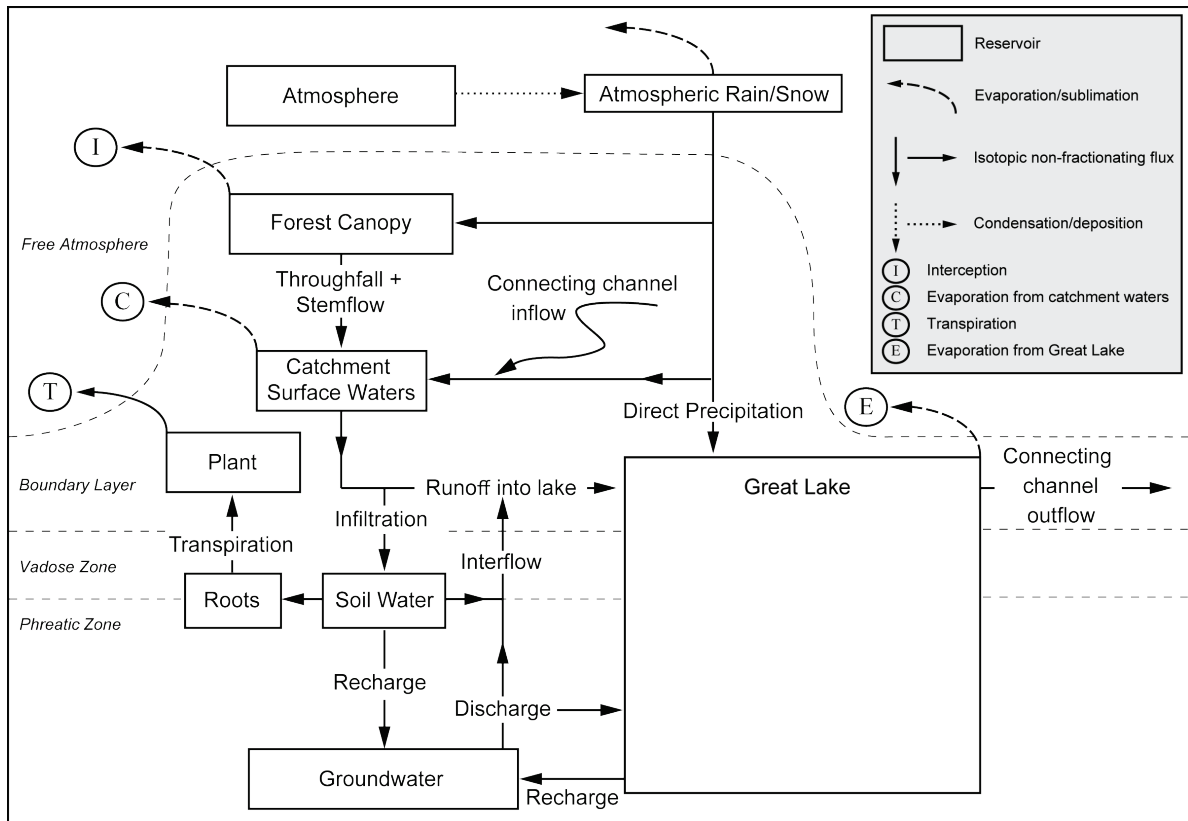 Atmosphere
Atmospheric Rain/Snow
Reservoir
Evaporation/sublimation
Isotopic non-fractionating flux
Condensation/deposition
I
Interception
C
Evaporation from catchment waters
T
Transpiration
E
Evaporation from Great Lake
I
Forest Canopy
Free Atmosphere
Throughfall +
Stemflow
Connecting channel
inflow
C
Catchment
Surface Waters
T
Direct Precipitation
E
Plant
Boundary Layer
Runoff into lake
Great Lake
Connecting
channel
outflow
Infiltration
Transpiration
Interflow
Vadose Zone
Roots
Soil Water
Phreatic Zone
Recharge
Discharge
Groundwater
Recharge